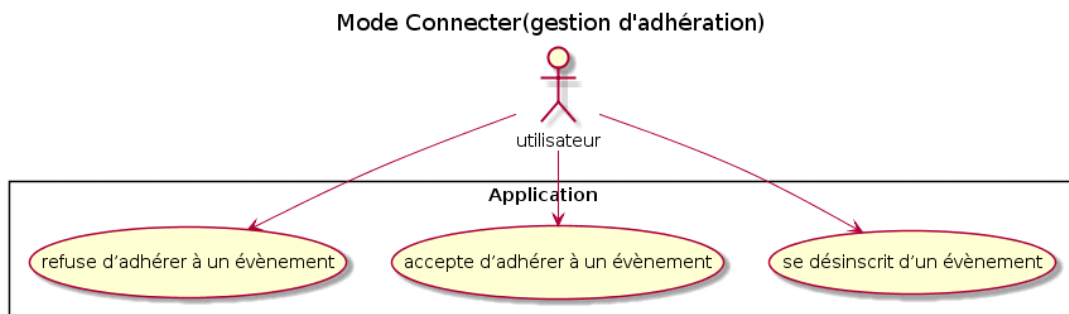 Mode Connecter(gestion d'adhération)
utilisateur
Application
refuse d’adhérer à un évènement
accepte d’adhérer à un évènement
se désinscrit d’un évènement